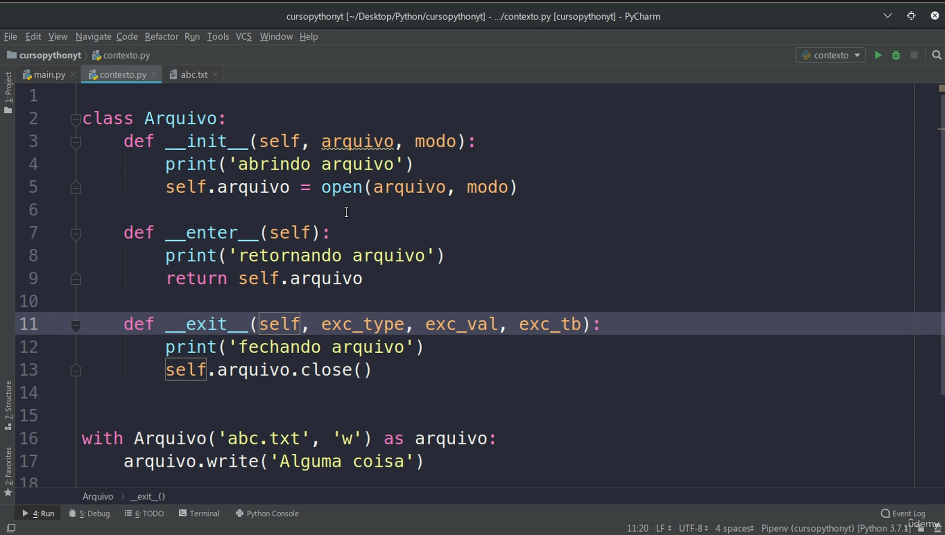 cursopythonyt [~/Desktop/Python/cursopythonyt] - .../contexto.py [cursopythonyt] - PyCharm
File Edit View Navigate Code Refactor Run Tools VCS Window Help
cursopythonyt contexto.py contexto
main.py contexto.py abc.txt
1: Project
1
2 class Arquivo:
3 def __init__(self, arquivo, modo):
4 print('abrindo arquivo')
5 self.arquivo = open(arquivo, modo)
6
7 def __enter__(self):
8 print('retornando arquivo')
9 return self.arquivo
10
11 def __exit__(self, exc_type, exc_val, exc_tb):
12 print('fechando arquivo')
13 self.arquivo.close()
14
15
16 with Arquivo('abc.txt', 'w') as arquivo:
17 arquivo.write('Alguma coisa')
18
7: Structure
2: Favorites
Arquivo › __exit__()
4: Run 5: Debug 6: TODO Terminal Python Console Event Log
11:20 LF UTF-8 4 spaces Pipenv (cursopythonyt) [Python 3.7.1]
udemy